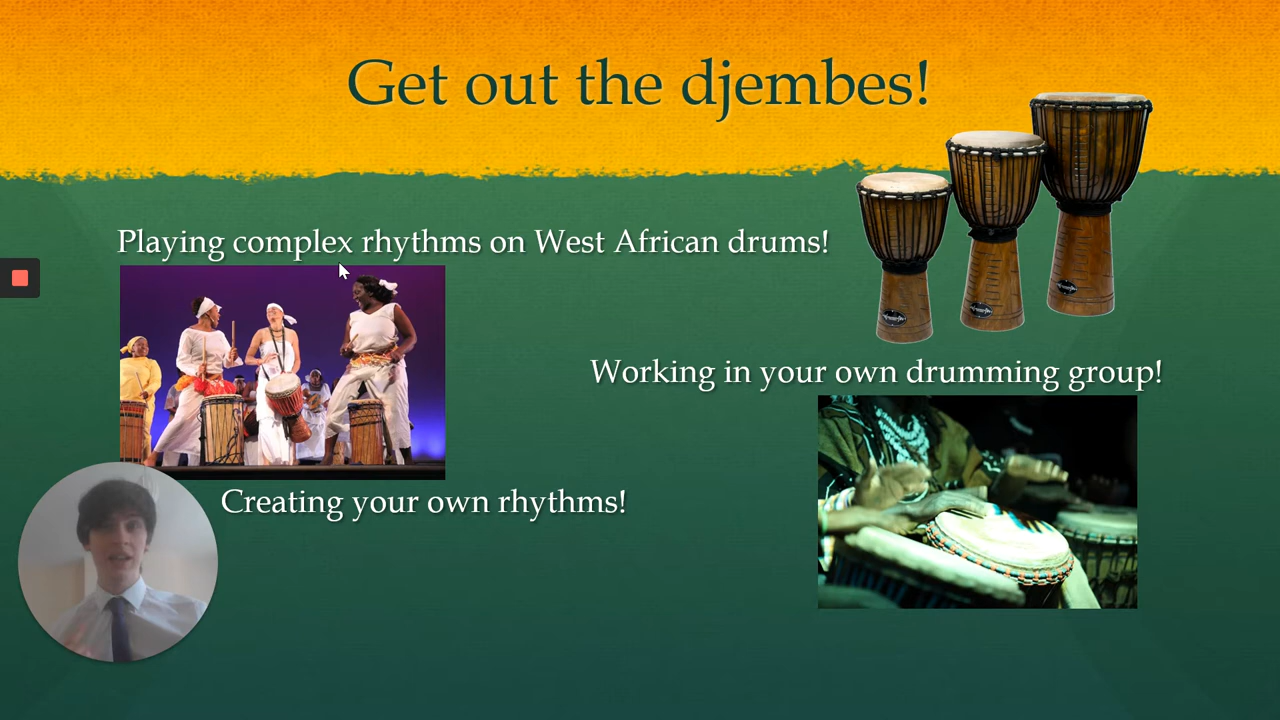 Get out the djembes!
Playing complex rhythms on West African drums!
Working in your own drumming group!
Creating your own rhythms!